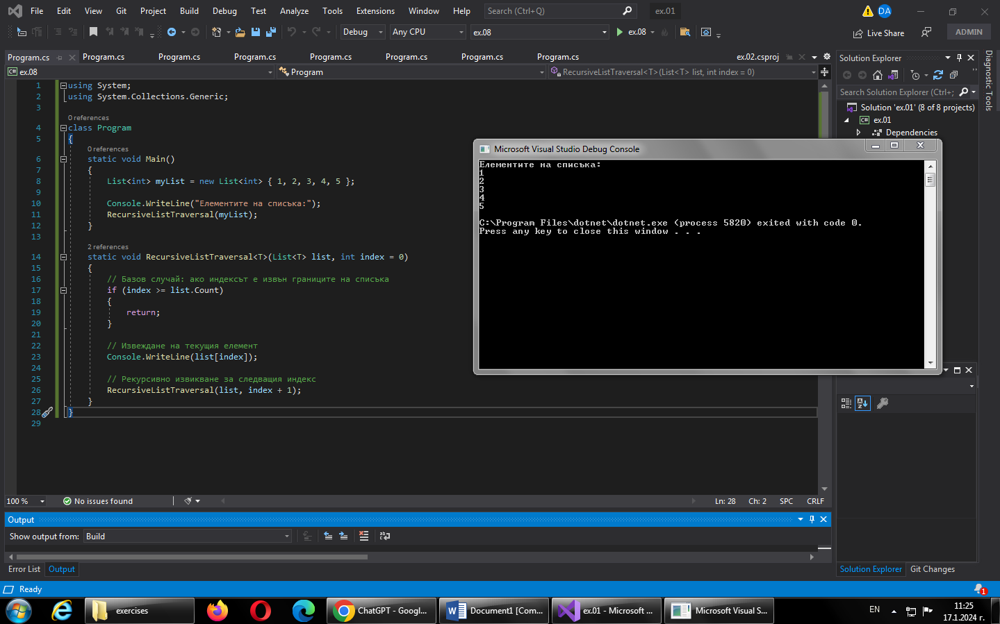 File Edit View Git Project Build Debug Test Analyze Tools Extensions Window Help Search (Ctrl+Q) ex.01 DA
Debug Any CPU ex.08 ex.08 Live Share ADMIN
Program.cs Program.cs Program.cs Program.cs Program.cs Program.cs Program.cs Program.cs ex.02.csproj
C# ex.08 Program RecursiveListTraversal<T>(List<T> list, int index = 0)
1 using System;
2 using System.Collections.Generic;
3
0 references
4 class Program
5 {
0 references
6 static void Main()
7 {
8 List<int> myList = new List<int> { 1, 2, 3, 4, 5 };
9
10 Console.WriteLine("Елементите на списъка:");
11 RecursiveListTraversal(myList);
12 }
13
2 references
14 static void RecursiveListTraversal<T>(List<T> list, int index = 0)
15 {
16 // Базов случай: ако индексът е извън границите на списъка
17 if (index >= list.Count)
18 {
19 return;
20 }
21
22 // Извеждане на текущия елемент
23 Console.WriteLine(list[index]);
24
25 // Рекурсивно извикване за следващия индекс
26 RecursiveListTraversal(list, index + 1);
27 }
28 }
29
100 % No issues found Ln: 28 Ch: 2 SPC CRLF
Microsoft Visual Studio Debug Console
Елементите на списъка:
1
2
3
4
5
C:\Program Files\dotnet\dotnet.exe (process 5820) exited with code 0.
Press any key to close this window . . .
Solution Explorer
Search Solution Explorer (Ctrl+;
Solution 'ex.01' (8 of 8 projects)
C# ex.01
Dependencies
Diagnostic Tools
Output
Show output from: Build
Error List Output
Solution Explorer Git Changes
Ready 1
exercises ChatGPT - Googl... Document1 [Com... ex.01 - Microsoft ... Microsoft Visual S... EN
11:25
17.1.2024 г.